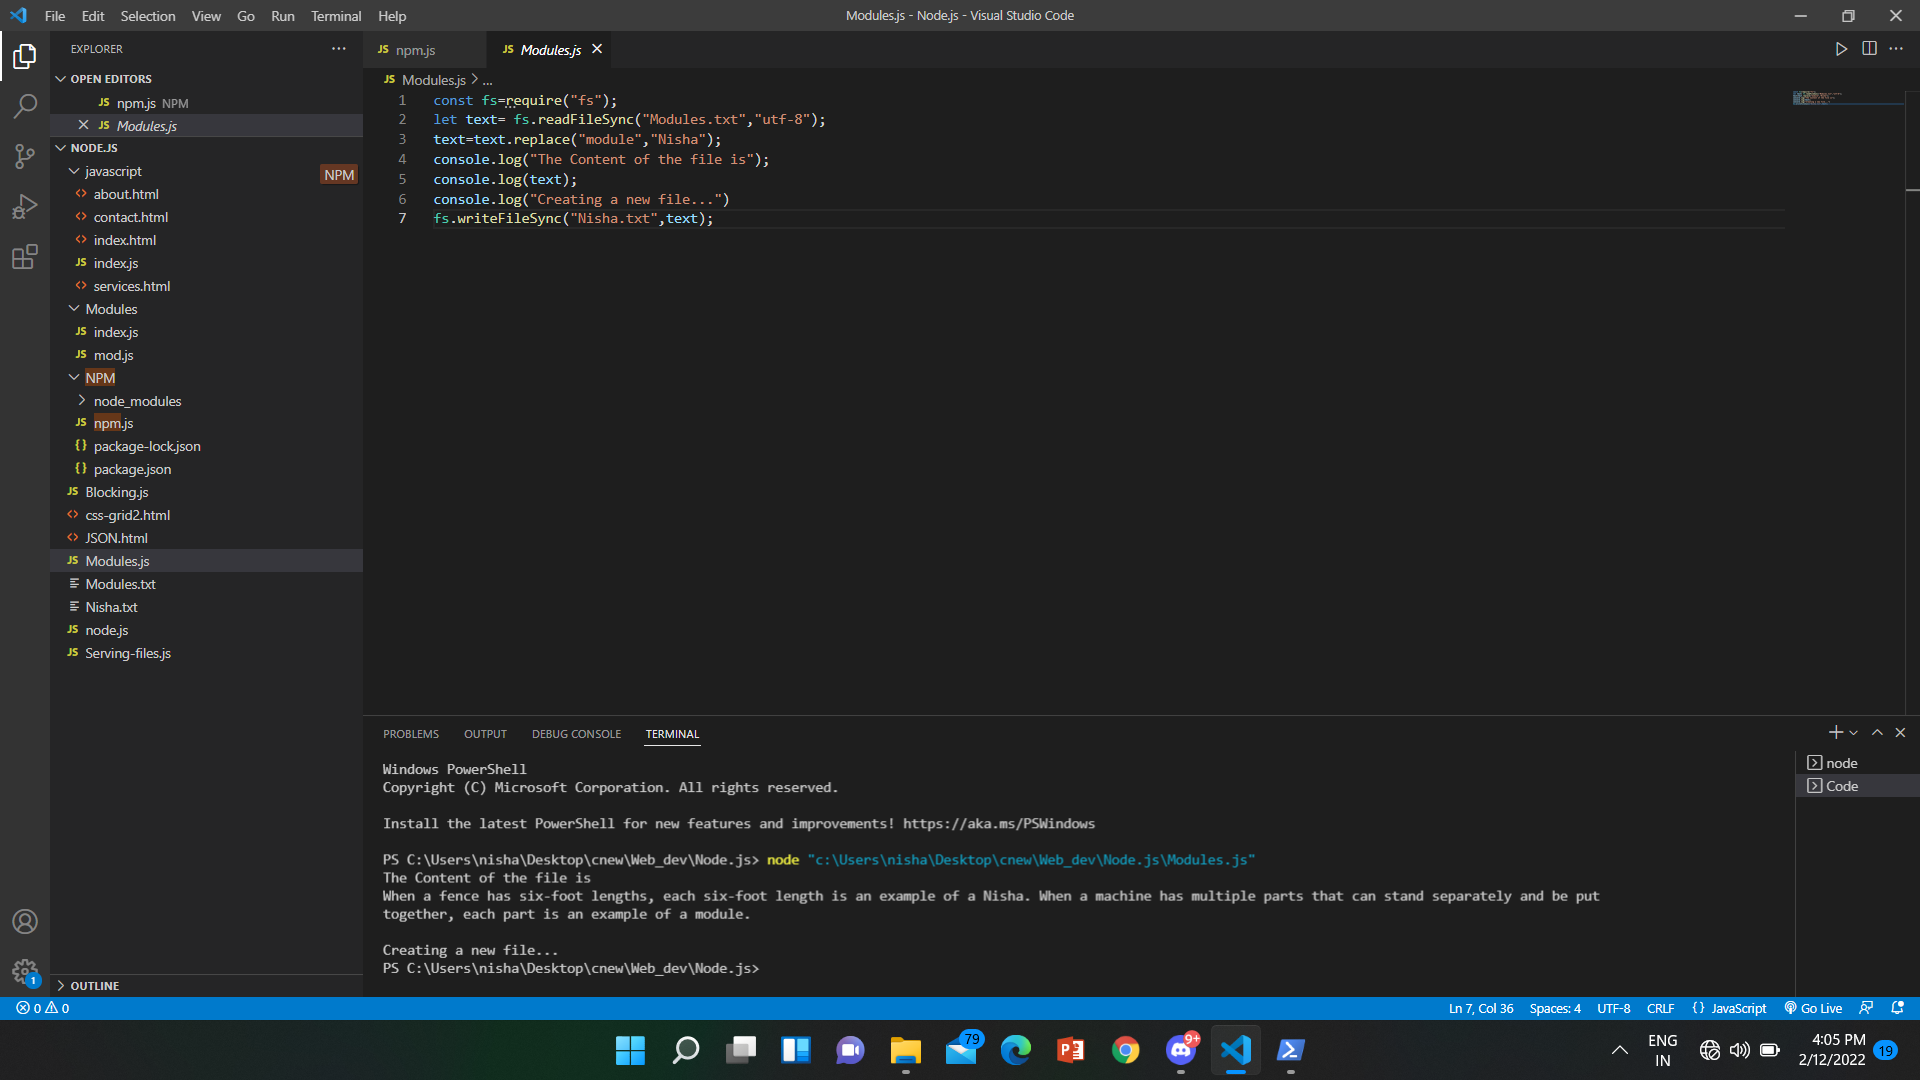 File Edit Selection View Go Run Terminal Help
Modules.js - Node.js - Visual Studio Code
EXPLORER
OPEN EDITORS
JS npm.js NPM
JS Modules.js
NODE.JS
javascript
NPM
about.html
contact.html
index.html
JS index.js
services.html
Modules
JS index.js
JS mod.js
NPM
node_modules
JS npm.js
{} package-lock.json
{} package.json
JS Blocking.js
css-grid2.html
JSON.html
JS Modules.js
Modules.txt
Nisha.txt
JS node.js
JS Serving-files.js
OUTLINE
JS npm.js
JS Modules.js
JS Modules.js > ...
1 const fs=require("fs");
2 let text= fs.readFileSync("Modules.txt","utf-8");
3 text=text.replace("module","Nisha");
4 console.log("The Content of the file is");
5 console.log(text);
6 console.log("Creating a new file...")
7 fs.writeFileSync("Nisha.txt",text);
PROBLEMS OUTPUT DEBUG CONSOLE TERMINAL
Windows PowerShell
Copyright (C) Microsoft Corporation. All rights reserved.
Install the latest PowerShell for new features and improvements! https://aka.ms/PSWindows
PS C:\Users\nisha\Desktop\cnew\Web_dev\Node.js> node "c:\Users\nisha\Desktop\cnew\Web_dev\Node.js\Modules.js"
The Content of the file is
When a fence has six-foot lengths, each six-foot length is an example of a Nisha. When a machine has multiple parts that can stand separately and be put
together, each part is an example of a module.
Creating a new file...
PS C:\Users\nisha\Desktop\cnew\Web_dev\Node.js>
node
Code
1
0 0
Ln 7, Col 36 Spaces: 4 UTF-8 CRLF {} JavaScript Go Live
79
9+
ENG
IN
4:05 PM
2/12/2022
19